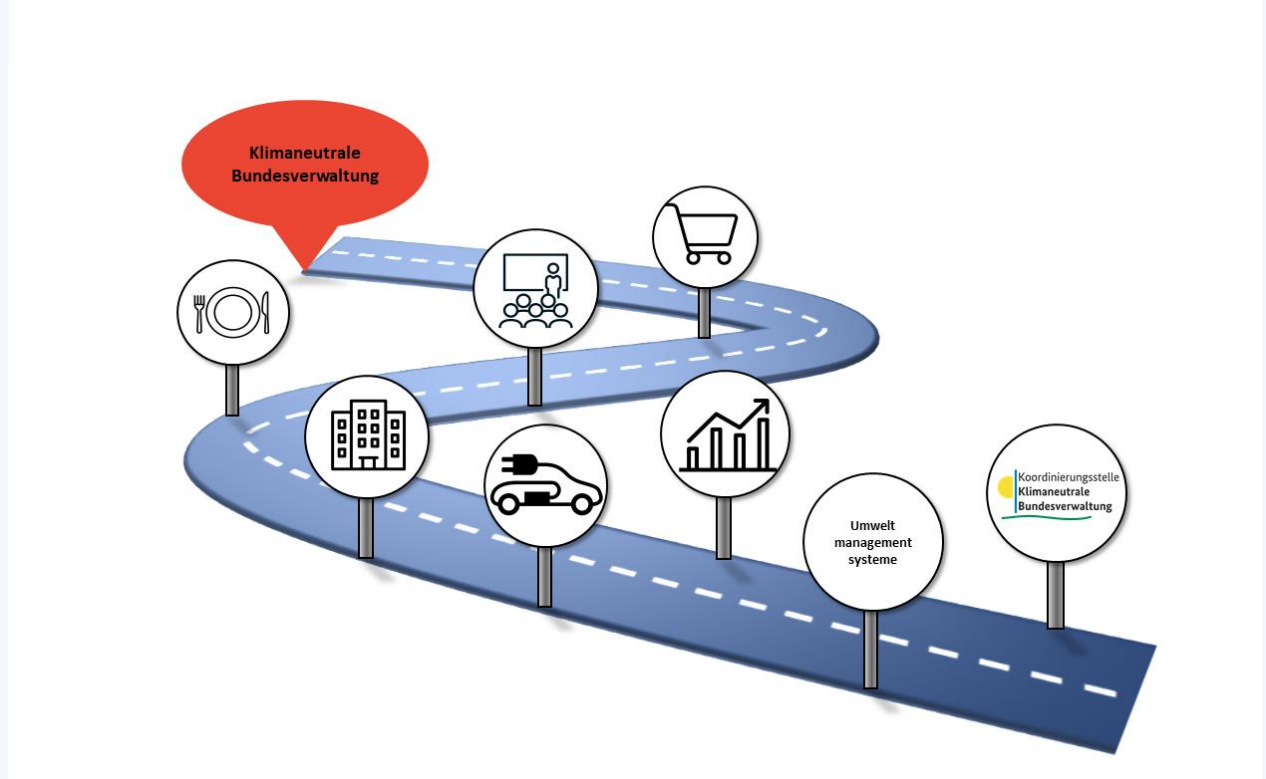 Klimaneutrale
Bundesverwaltung
Umwelt
management
systeme
Koordinierungsstelle
Klimaneutrale
Bundesverwaltung